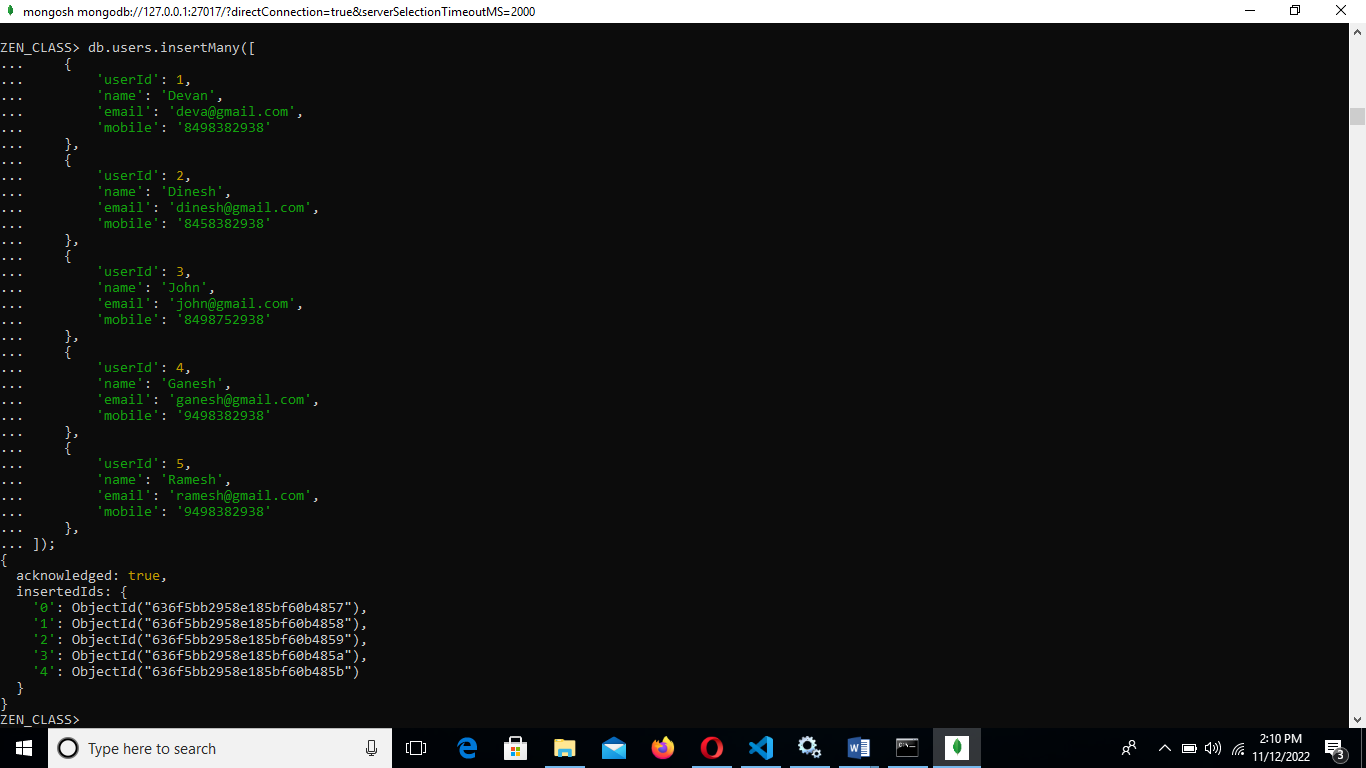 mongosh mongodb://127.0.0.1:27017/?directConnection=true&serverSelectionTimeoutMS=2000
ZEN_CLASS> db.users.insertMany([
...     {
...         'userId': 1,
...         'name': 'Devan',
...         'email': 'deva@gmail.com',
...         'mobile': '8498382938'
...     },
...     {
...         'userId': 2,
...         'name': 'Dinesh',
...         'email': 'dinesh@gmail.com',
...         'mobile': '8458382938'
...     },
...     {
...         'userId': 3,
...         'name': 'John',
...         'email': 'john@gmail.com',
...         'mobile': '8498752938'
...     },
...     {
...         'userId': 4,
...         'name': 'Ganesh',
...         'email': 'ganesh@gmail.com',
...         'mobile': '9498382938'
...     },
...     {
...         'userId': 5,
...         'name': 'Ramesh',
...         'email': 'ramesh@gmail.com',
...         'mobile': '9498382938'
...     },
... ]);
{
  acknowledged: true,
  insertedIds: {
    '0': ObjectId("636f5bb2958e185bf60b4857"),
    '1': ObjectId("636f5bb2958e185bf60b4858"),
    '2': ObjectId("636f5bb2958e185bf60b4859"),
    '3': ObjectId("636f5bb2958e185bf60b485a"),
    '4': ObjectId("636f5bb2958e185bf60b485b")
  }
}
ZEN_CLASS>
Type here to search
2:10 PM
11/12/2022
3